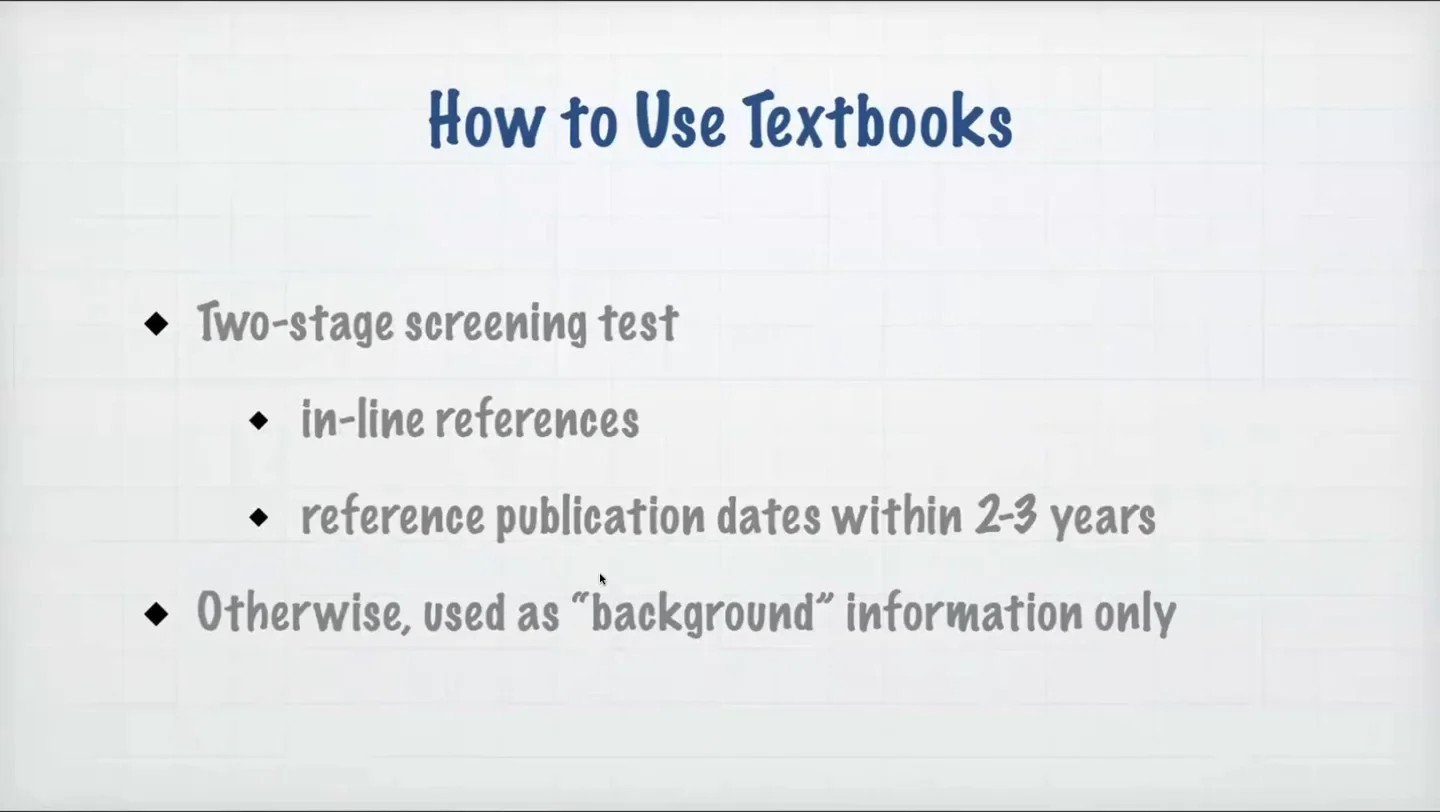 How to Use Textbooks
Two-stage screening test
in-line references
reference publication dates within 2-3 years
Otherwise, used as “background” information only